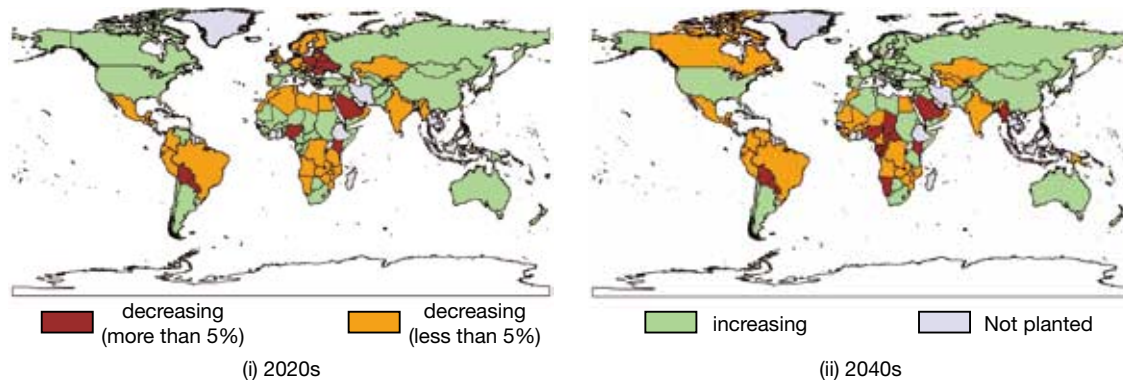 decreasing
(more than 5%)
decreasing
(less than 5%)
increasing
Not planted
(i) 2020s
(ii) 2040s